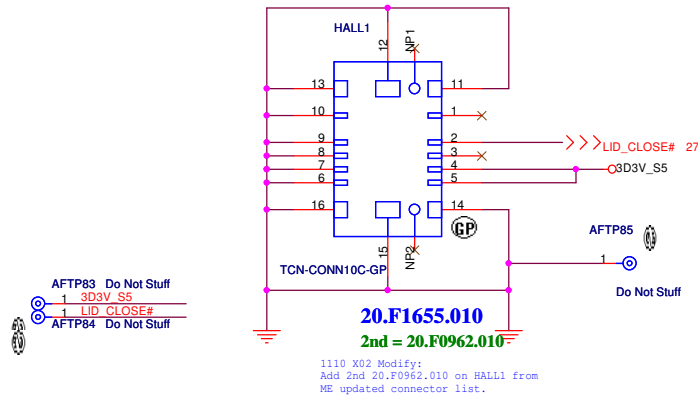 HALL1
12
NP1
13
11
10
1
9
2
LID_CLOSE# 27
8
3
7
4
3D3V_S5
6
5
16
14
GP
15
NP2
TCN-CONN10C-GP
AFTP85
1
Do Not Stuff
AFTP83 Do Not Stuff
1 3D3V_S5
1 LID_CLOSE#
AFTP84 Do Not Stuff
20.F1655.010
2nd = 20.F0962.010
1110 X02 Modify:
Add 2nd 20.F0962.010 on HALL1 from
ME updated connector list.